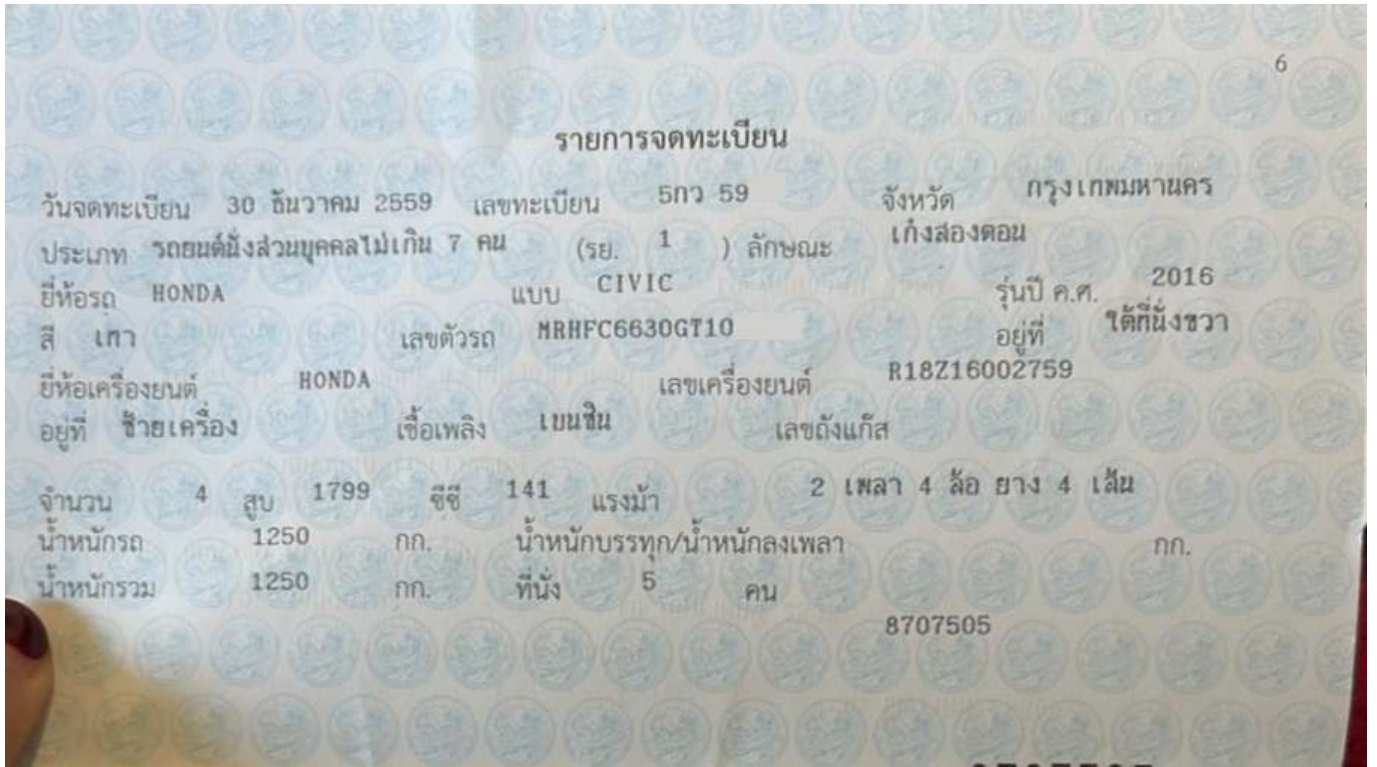 6
รายการจดทะเบียน
วันจดทะเบียน 30 ธันวาคม 2559 เลขทะเบียน 5กว 59 จังหวัด กรุงเทพมหานคร
ประเภท รถยนต์นั่งส่วนบุคคลไม่เกิน 7 คน (รย. 1 ) ลักษณะ เก๋งสองตอน
ยี่ห้อรถ HONDA แบบ CIVIC รุ่นปี ค.ศ. 2016
สี เทา เลขตัวรถ MRHFC6630GT10 อยู่ที่ ใต้ที่นั่งขวา
ยี่ห้อเครื่องยนต์ HONDA เลขเครื่องยนต์ R18Z16002759
อยู่ที่ ซ้ายเครื่อง เชื้อเพลิง เบนซิน เลขถังแก๊ส
จำนวน 4 สูบ 1799 ซีซี 141 แรงม้า 2 เพลา 4 ล้อ ยาง 4 เส้น
น้ำหนักรถ 1250 กก. น้ำหนักบรรทุก/น้ำหนักลงเพลา กก.
น้ำหนักรวม 1250 กก. ที่นั่ง 5 คน
8707505